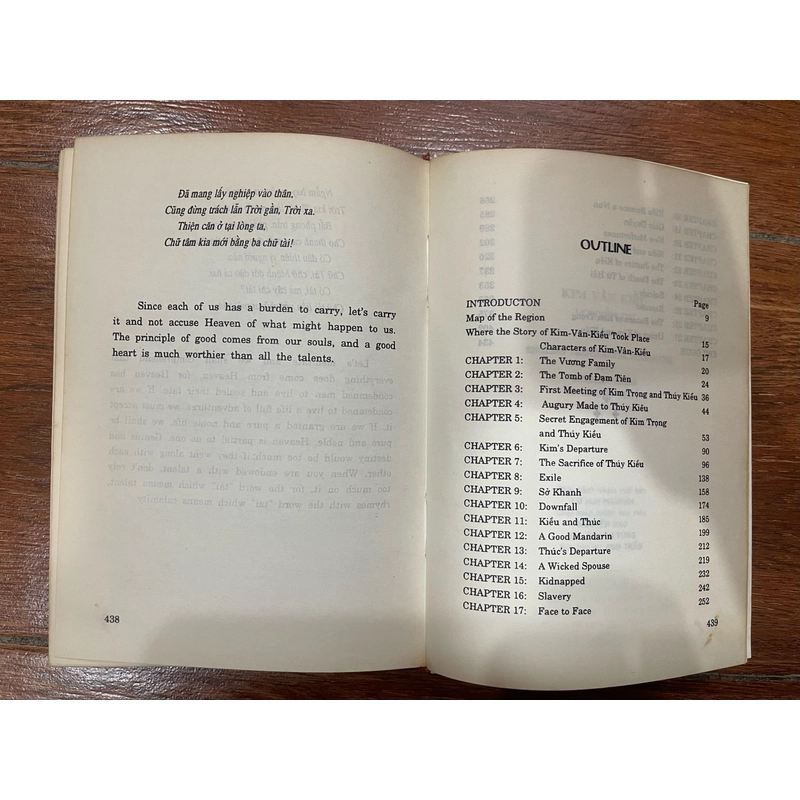 Đã mang lấy nghiệp vào thân,
Cũng đừng trách lẫn Trời gần, Trời xa.
Thiện căn ở tại lòng ta,
Chữ tâm kia mới bằng ba chữ tài!
Since each of us has a burden to carry, let's carry
it and not accuse Heaven of what might happen to us.
The principle of good comes from our souls, and a good
heart is much worthier than all the talents.
438
OUTLINE
INTRODUCTON Page
Map of the Region 9
Where the Story of Kim-Vân-Kiều Took Place 15
Characters of Kim-Vân-Kiều 17
CHAPTER 1: The Vương Family 20
CHAPTER 2: The Tomb of Đạm Tiên 24
CHAPTER 3: First Meeting of Kim Trọng and Thúy Kiều 36
CHAPTER 4: Augury Made to Thúy Kiều 44
CHAPTER 5: Secret Engagement of Kim Trọng
and Thúy Kiều 53
CHAPTER 6: Kim's Departure 90
CHAPTER 7: The Sacrifice of Thúy Kiều 96
CHAPTER 8: Exile 138
CHAPTER 9: Sở Khanh 158
CHAPTER 10: Downfall 174
CHAPTER 11: Kiều and Thúc 185
CHAPTER 12: A Good Mandarin 199
CHAPTER 13: Thúc's Departure 212
CHAPTER 14: A Wicked Spouse 219
CHAPTER 15: Kidnapped 232
CHAPTER 16: Slavery 242
CHAPTER 17: Face to Face 252
439